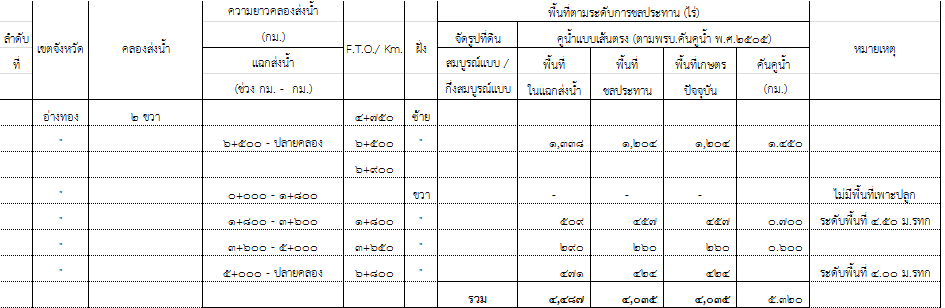 ความยาวคลองส่งน้ำ พื้นที่ตามระดับการชลประทาน (ไร่)
ลำดับ เขตจังหวัด คลองส่งน้ำ (กม.) F.T.O./ Km. ฝั่ง จัดรูปที่ดิน คูน้ำแบบเส้นตรง (ตามพรบ.คันคูน้ำ พ.ศ.๒๕๐๕) หมายเหตุ
ที่ แฉกส่งน้ำ สมบูรณ์แบบ / พื้นที่ พื้นที่ พื้นที่เกษตร คันคูน้ำ
(ช่วง กม. - กม.) กึ่งสมบูรณ์แบบ ในแฉกส่งน้ำ ชลประทาน ปัจจุบัน (กม.)
อ่างทอง ๒ ขวา ๔+๗๕๐ ซ้าย
" ๖+๕๐๐ - ปลายคลอง ๖+๕๐๐ " ๑,๓๓๘ ๑,๒๐๔ ๑,๒๐๔ ๑.๔๕๐
๖+๙๐๐
" ๐+๐๐๐ - ๑+๘๐๐ ขวา - - - ไม่มีพื้นที่เพาะปลูก
" ๑+๘๐๐ - ๓+๖๐๐ ๑+๘๐๐ " ๕๐๙ ๔๕๗ ๔๕๗ ๐.๗๐๐ ระดับพื้นที่ ๔.๕๐ ม.รทก
" ๓+๖๐๐ - ๕+๐๐๐ ๓+๖๕๐ " ๒๙๐ ๒๖๐ ๒๖๐ ๐.๖๐๐
" ๕+๐๐๐ - ปลายคลอง ๖+๘๐๐ " ๔๗๑ ๔๒๔ ๔๒๔ ระดับพื้นที่ ๔.๐๐ ม.รทก
รวม ๔,๔๘๗ ๔,๐๓๕ ๔,๐๓๕ ๕.๓๒๐